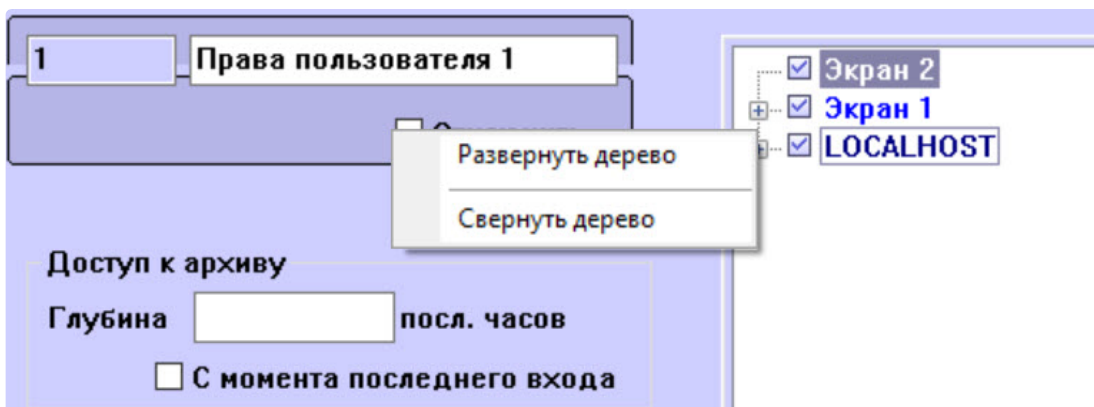 1
Права пользователя 1
Развернуть дерево
Свернуть дерево
Доступ к архиву
Глубина посл. часов
С момента последнего входа
Экран 2
Экран 1
LOCALHOST